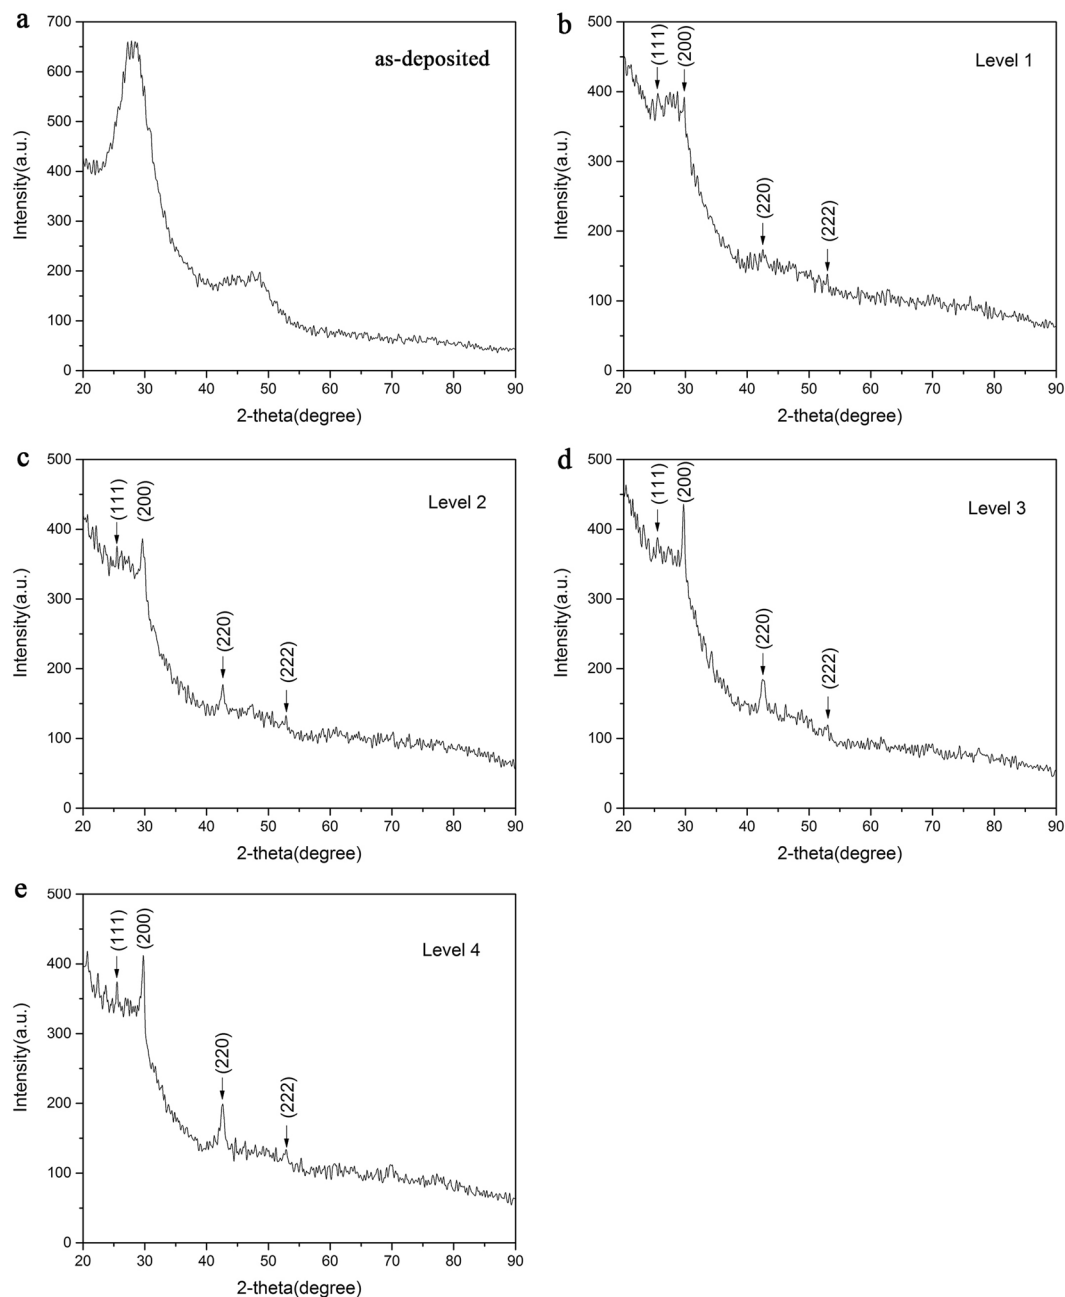 a
as-deposited
700
600
500
400
300
200
100
0
20 30 40 50 60 70 80 90
Intensity(a.u.)
2-theta(degree)
b
Level 1
(111)
(200)
(220)
(222)
500
400
300
200
100
0
20 30 40 50 60 70 80 90
Intensity(a.u.)
2-theta(degree)
c
Level 2
(111)
(200)
(220)
(222)
500
400
300
200
100
0
20 30 40 50 60 70 80 90
Intensity(a.u.)
2-theta(degree)
d
Level 3
(111)
(200)
(220)
(222)
500
400
300
200
100
0
20 30 40 50 60 70 80 90
Intensity(a.u.)
2-theta(degree)
e
Level 4
(111)
(200)
(220)
(222)
500
400
300
200
100
0
20 30 40 50 60 70 80 90
Intensity(a.u.)
2-theta(degree)